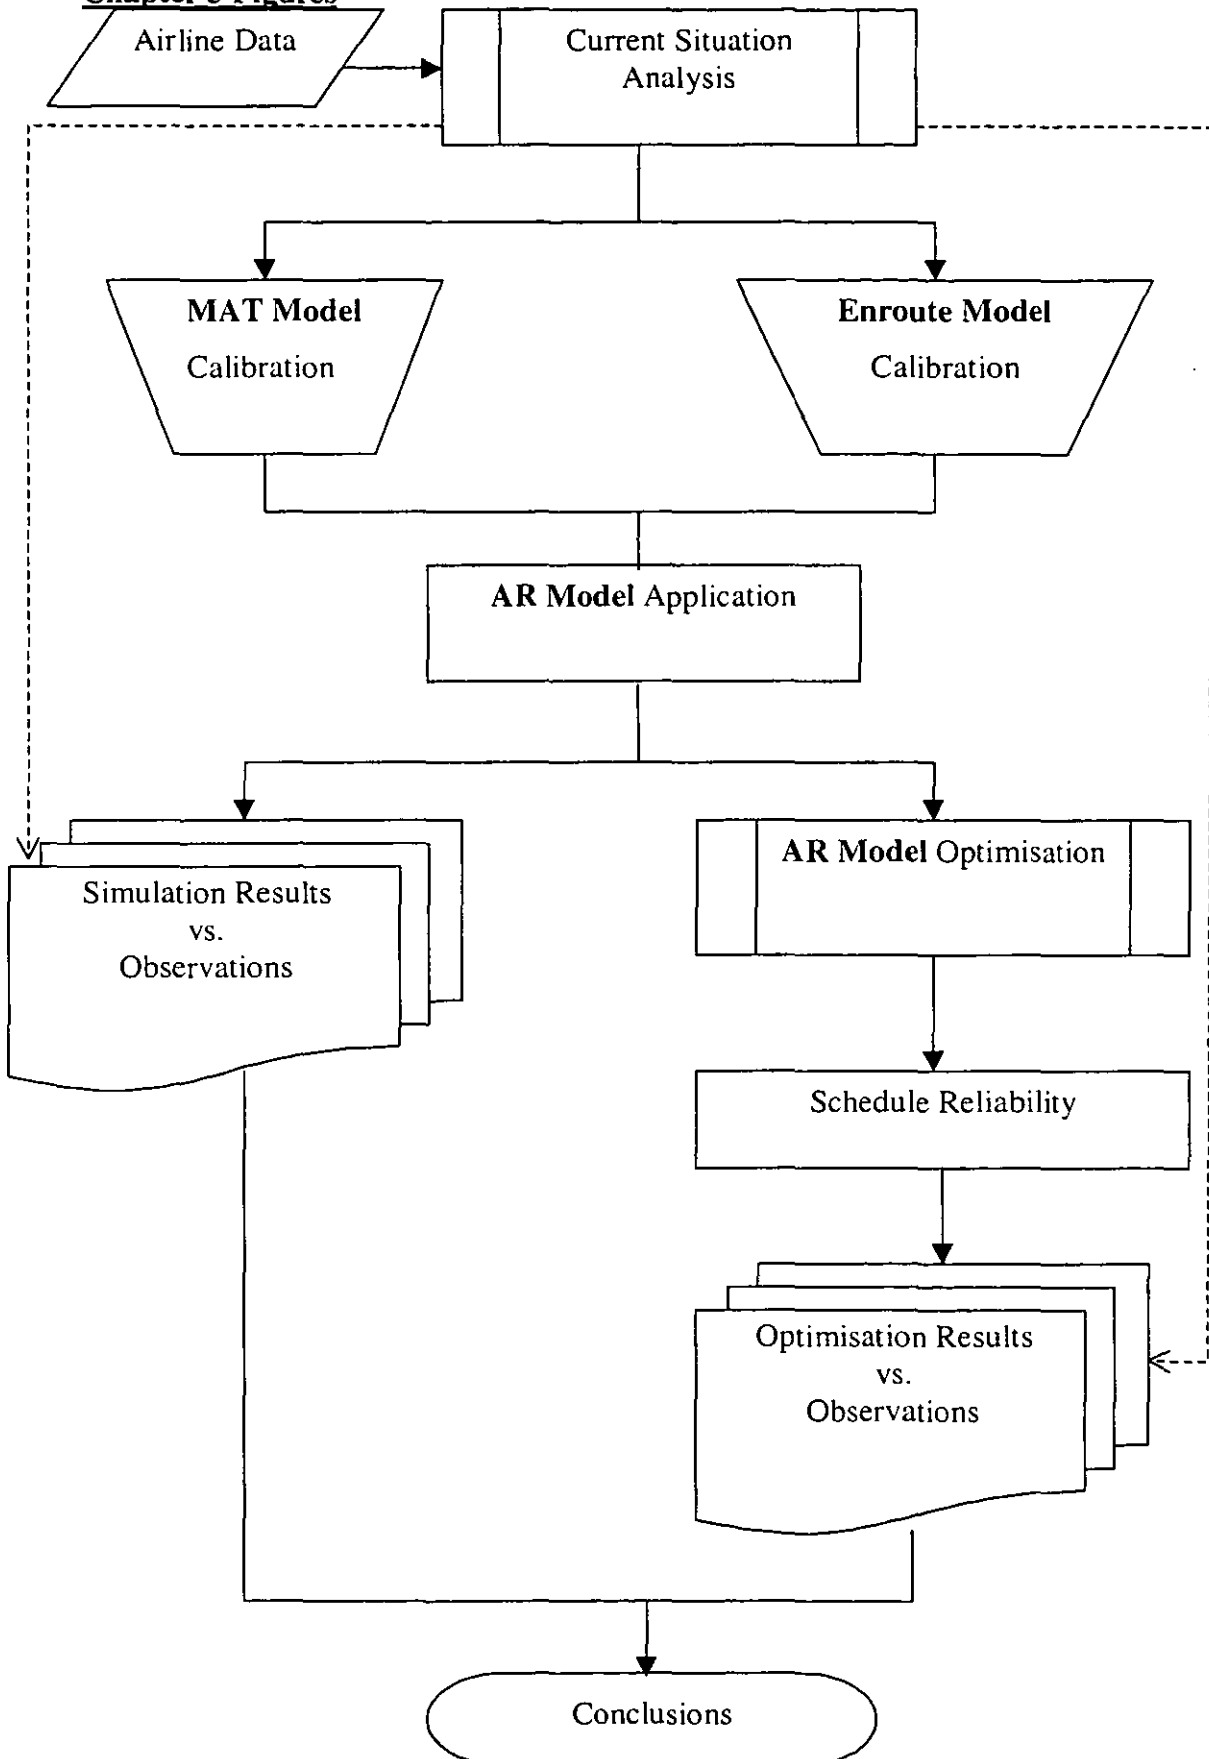 Airline Data
Current Situation
Analysis
MAT Model
Calibration
Enroute Model
Calibration
AR Model Application
Simulation Results
vs.
Observations
AR Model Optimisation
Schedule Reliability
Optimisation Results
vs.
Observations
Conclusions